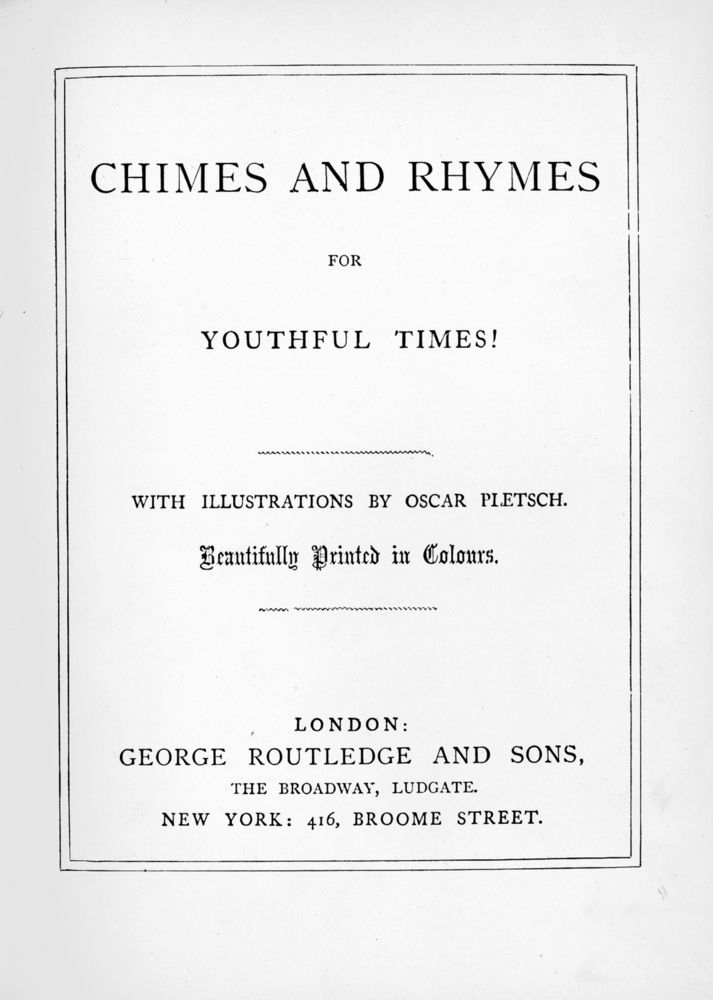 CHIMES AND RHYMES
FOR
YOUTHFUL TIMES!
WITH ILLUSTRATIONS BY OSCAR PLETSCH.
Beautifully Printed in Colours.
LONDON:
GEORGE ROUTLEDGE AND SONS,
THE BROADWAY, LUDGATE.
NEW YORK: 416, BROOME STREET.